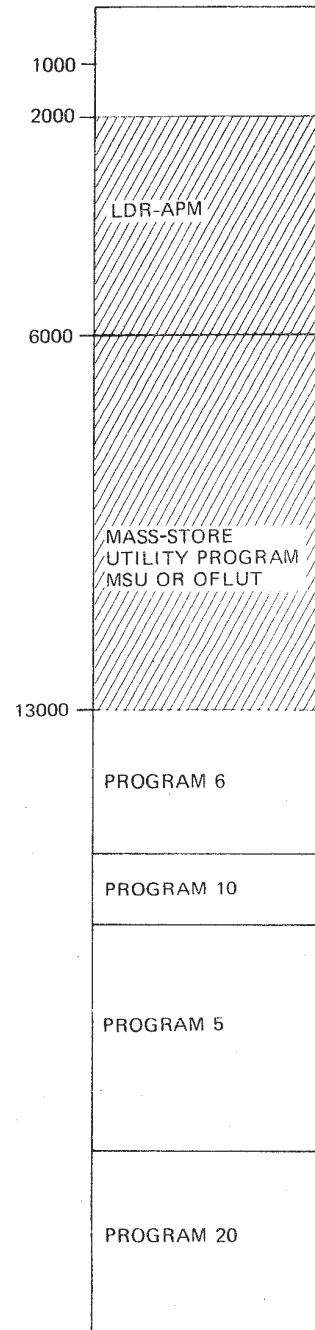 1000
2000
LDR-APM
6000
MASS-STORE
UTILITY PROGRAM
MSU OR OFLUT
13000
PROGRAM 6
PROGRAM 10
PROGRAM 5
PROGRAM 20